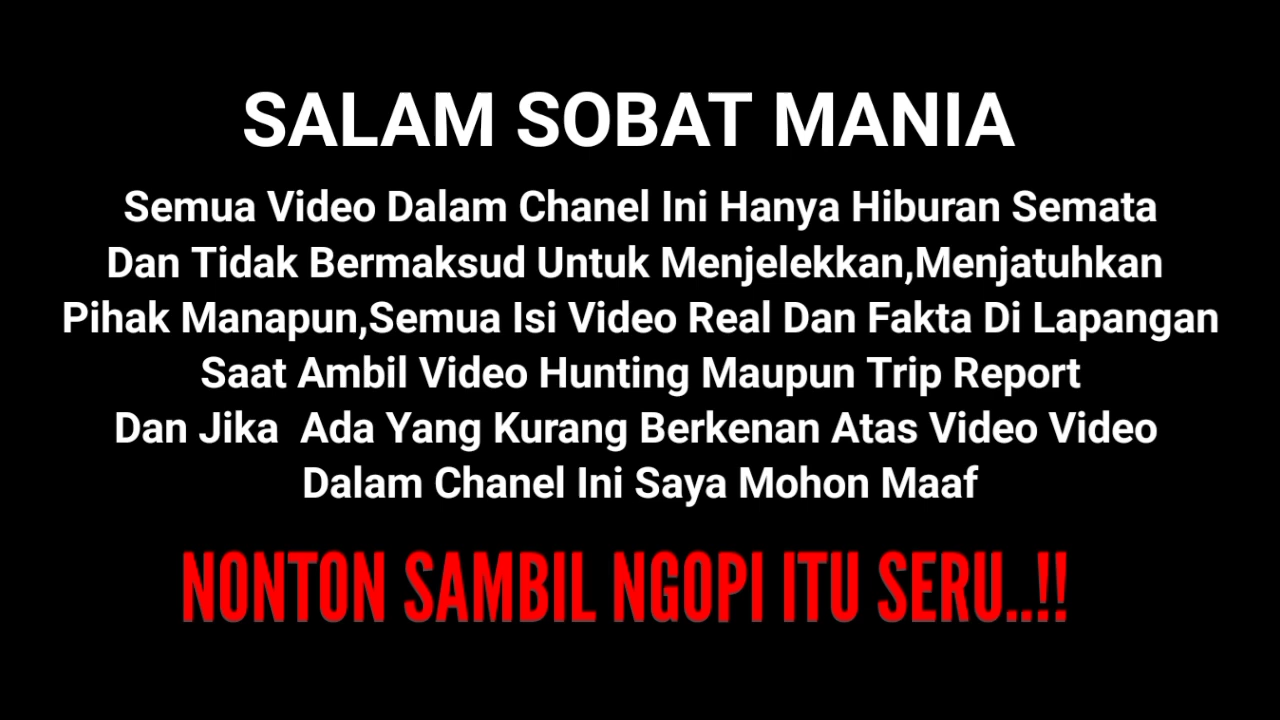 SALAM SOBAT MANIA
Semua Video Dalam Chanel Ini Hanya Hiburan Semata
Dan Tidak Bermaksud Untuk Menjelekkan,Menjatuhkan
Pihak Manapun,Semua Isi Video Real Dan Fakta Di Lapangan
Saat Ambil Video Hunting Maupun Trip Report
Dan Jika  Ada Yang Kurang Berkenan Atas Video Video
Dalam Chanel Ini Saya Mohon Maaf
NONTON SAMBIL NGOPI ITU SERU..!!